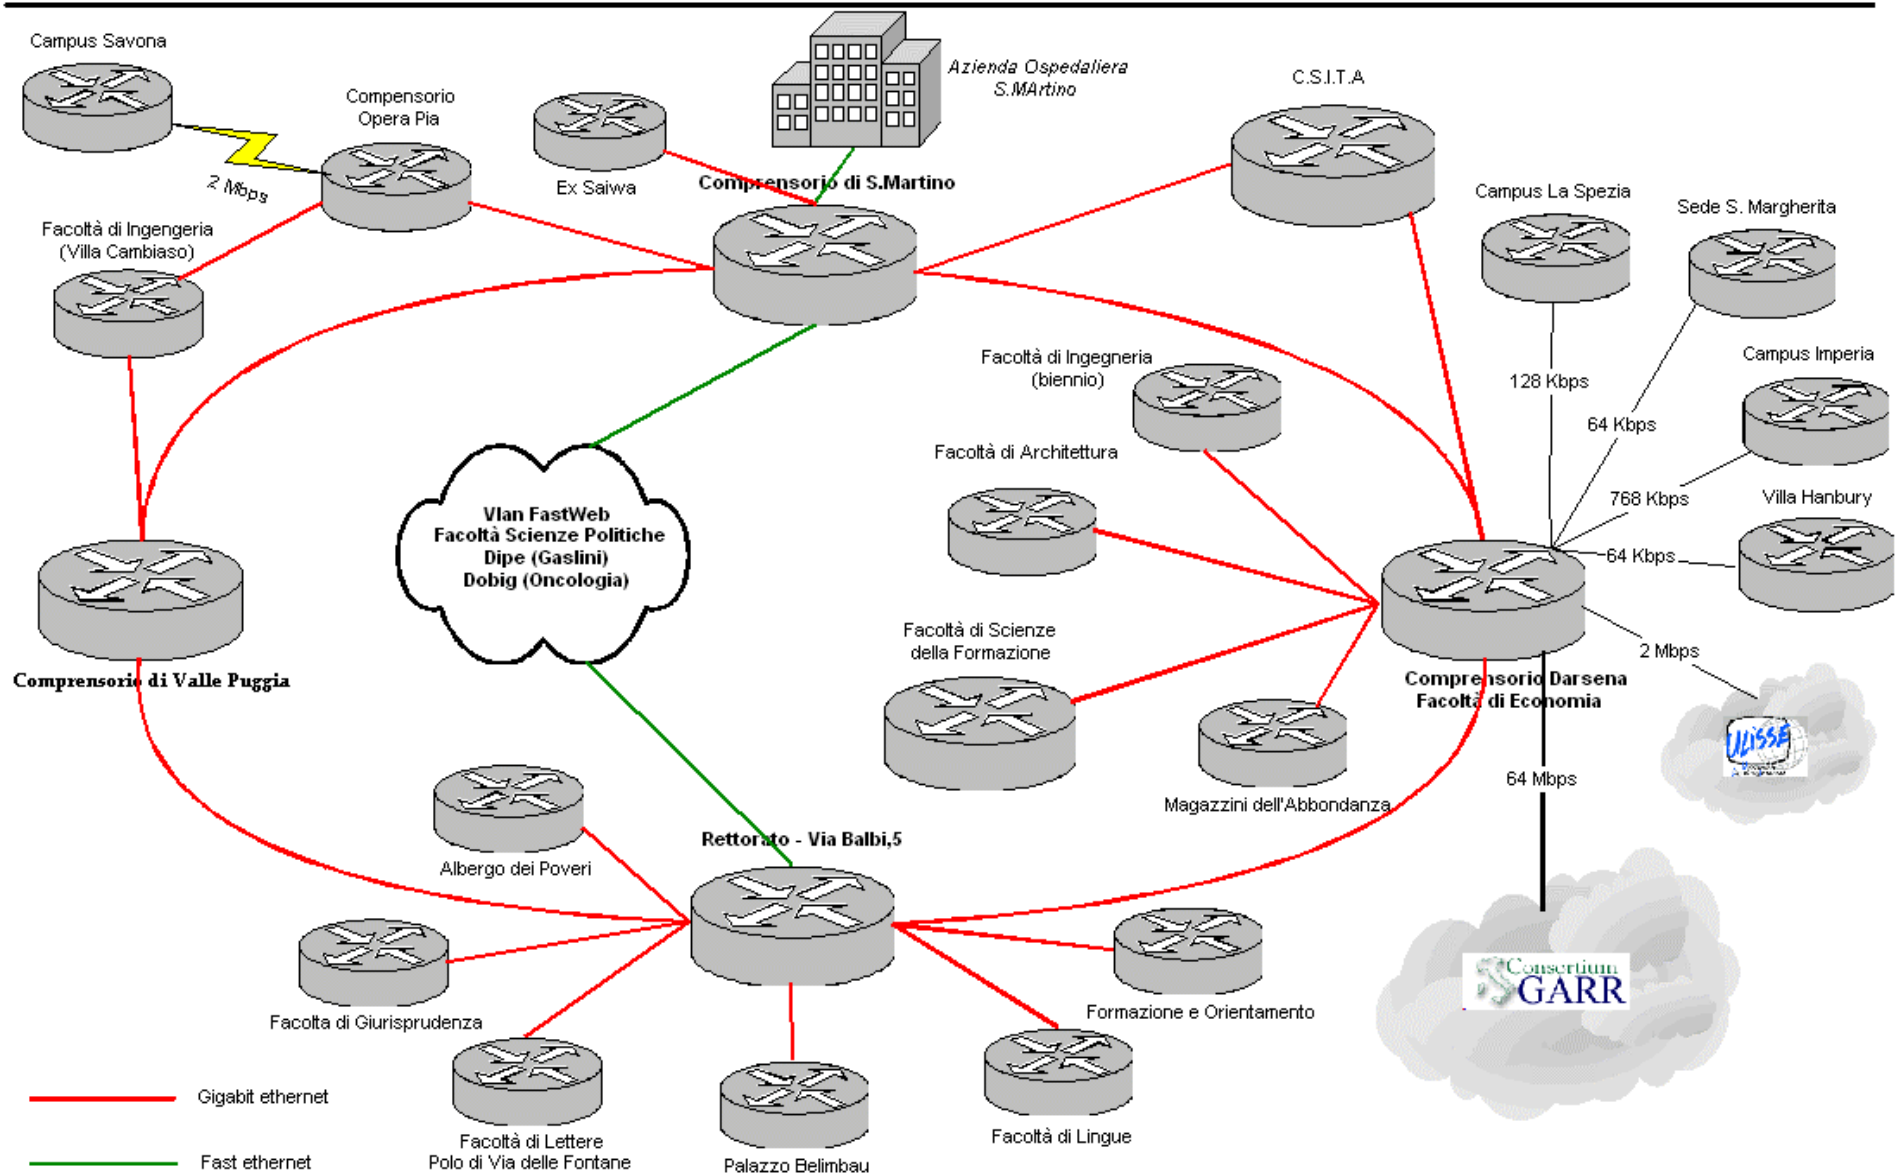 Campus Savona
Compensorio
Opera Pia
2 Mbps
Ex Saiwa
Azienda Ospedaliera
S.MArtino
Comprensorio di S.Martino
C.S.I.T.A
Campus La Spezia
Sede S. Margherita
Facoltà di Ingengeria
(Villa Cambiaso)
Facoltà di Ingegneria
(biennio)
128 Kbps
Campus Imperia
64 Kbps
Facoltà di Architettura
768 Kbps
Villa Hanbury
64 Kbps
Vlan FastWeb
Facoltà Scienze Politiche
Dipe (Gaslini)
Dobig (Oncologia)
Facoltà di Scienze
della Formazione
2 Mbps
Comprensorio di Valle Puggia
Comprensorio Darsena
Facoltà di Economia
ULISSE
64 Mbps
Magazzini dell'Abbondanza
Rettorato - Via Balbi,5
Albergo dei Poveri
Consortium
GARR
Facolta di Giurisprudenza
Formazione e Orientamento
Gigabit ethernet
Facoltà di Lettere
Polo di Via delle Fontane
Palazzo Belimbau
Facoltà di Lingue
Fast ethernet